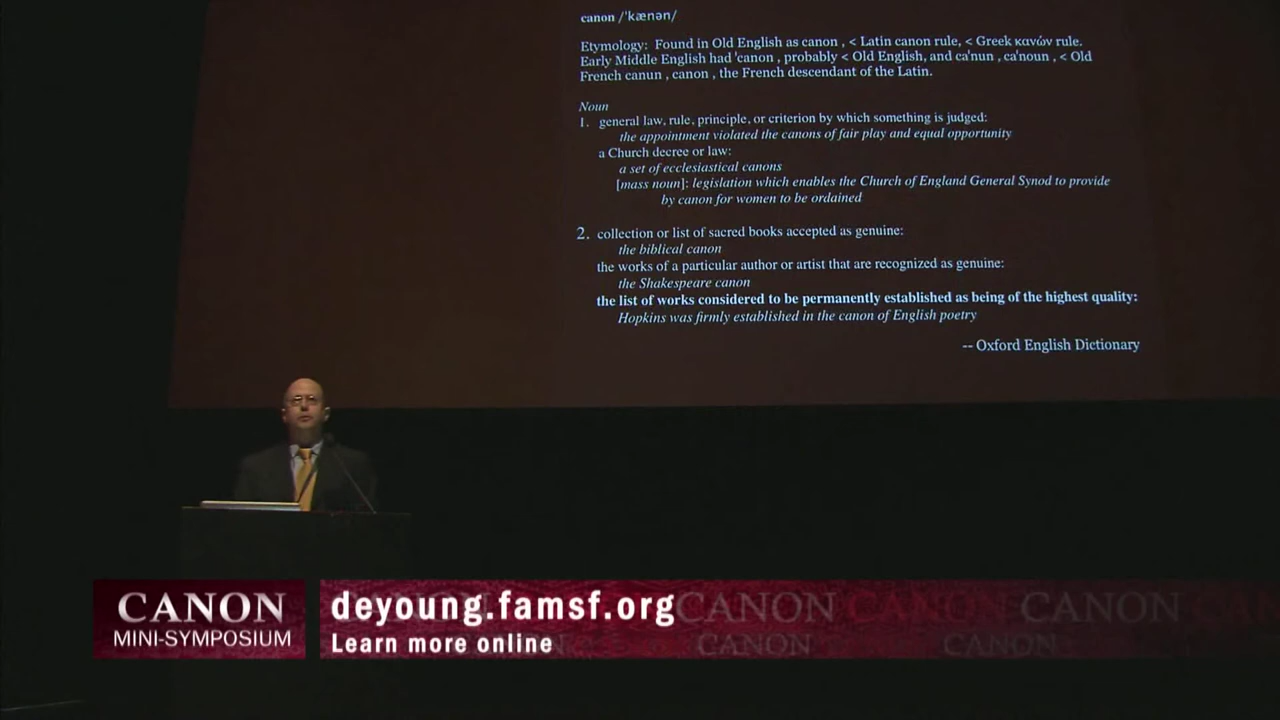 canon /ˈkænən/
Etymology: Found in Old English as canon , < Latin canon rule, < Greek κανών rule.
Early Middle English had 'canon , probably < Old English, and ca'nun , ca'noun , < Old
French canun , canon , the French descendant of the Latin.
Noun
1. general law, rule, principle, or criterion by which something is judged:
the appointment violated the canons of fair play and equal opportunity
a Church decree or law:
a set of ecclesiastical canons
[mass noun]: legislation which enables the Church of England General Synod to provide
by canon for women to be ordained
2. collection or list of sacred books accepted as genuine:
the biblical canon
the works of a particular author or artist that are recognized as genuine:
the Shakespeare canon
the list of works considered to be permanently established as being of the highest quality:
Hopkins was firmly established in the canon of English poetry
-- Oxford English Dictionary
CANON
MINI-SYMPOSIUM
deyoung.famsf.org
Learn more online
CANON CANON CANON
CANON CANON